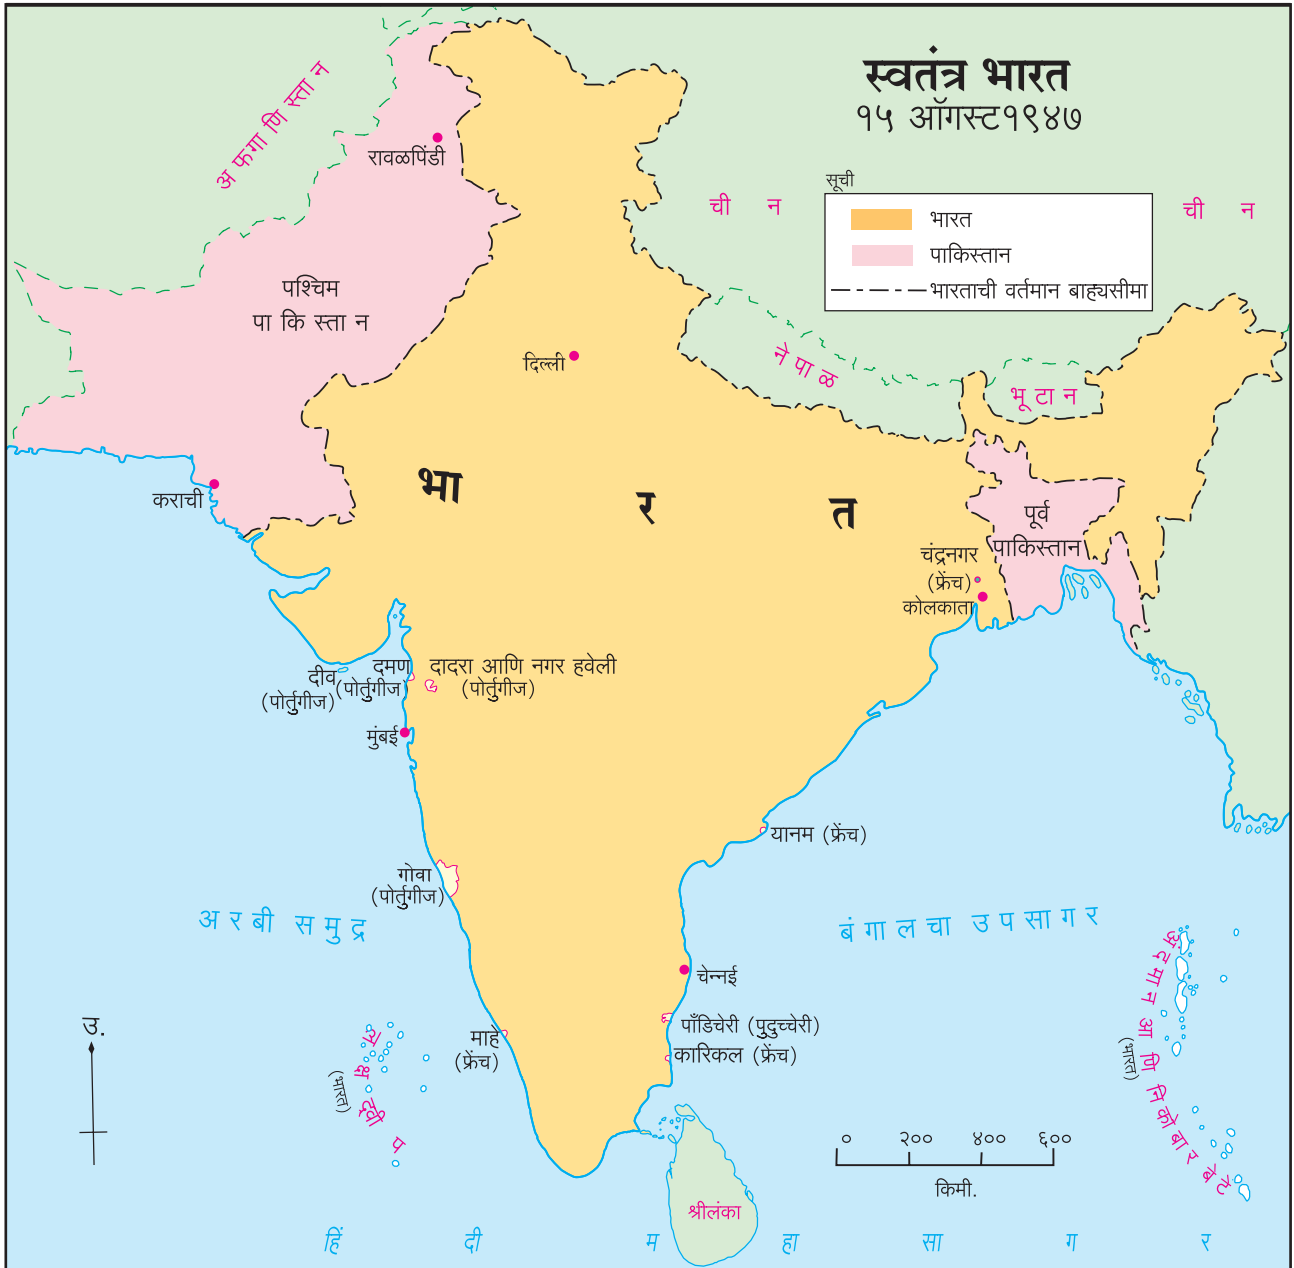 स्वतंत्र भारत
१५ ऑगस्ट१९४७
सूची
भारत
पाकिस्तान
भारताची वर्तमान बाह्यसीमा
अफगाणिस्तान
रावळपिंडी
चीन
चीन
पश्चिम
पाकिस्तान
दिल्ली
नेपाळ
भूटान
कराची
भारत
पूर्व
पाकिस्तान
चंद्रनगर
(फ्रेंच)
कोलकाता
दीव
(पोर्तुगीज)
दमण
(पोर्तुगीज)
दादरा आणि नगर हवेली
(पोर्तुगीज)
मुंबई
यानम (फ्रेंच)
गोवा
(पोर्तुगीज)
अरबी समुद्र
बंगालचा उपसागर
चेन्नई
पाँडिचेरी (पुदुच्चेरी)
कारिकल (फ्रेंच)
माहे
(फ्रेंच)
उ.
लक्षद्वीप
(भारत)
अंदमान आणि निकोबार बेटे
(भारत)
० २०० ४०० ६००
किमी.
श्रीलंका
हिंदी महासागर